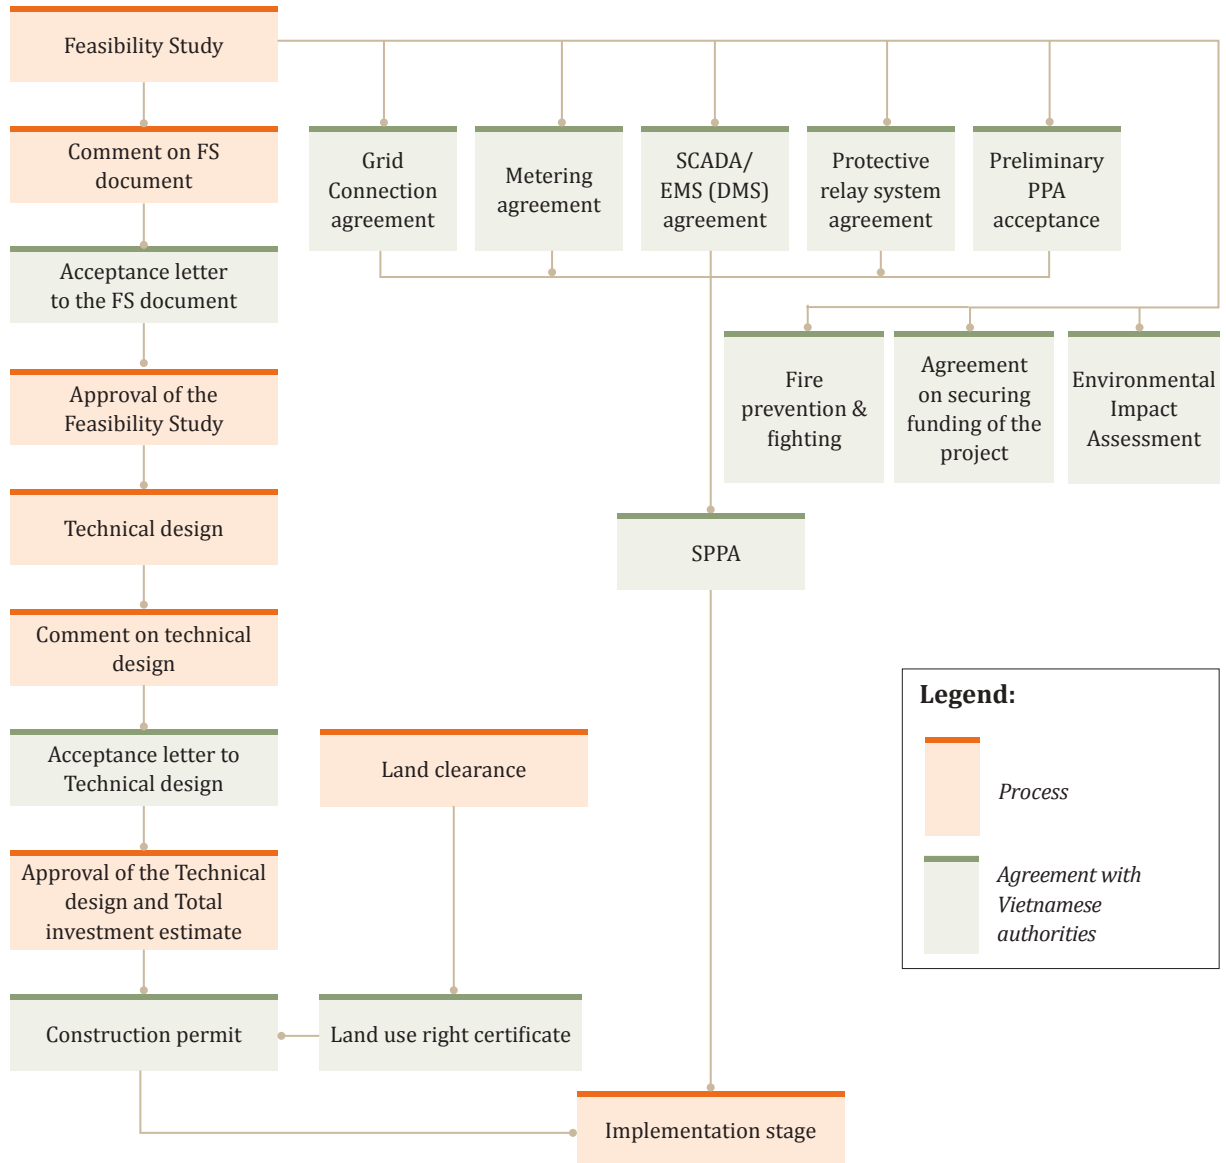 Feasibility Study
Comment on FS
document
Acceptance letter
to the FS document
Approval of the
Feasibility Study
Technical design
Comment on technical
design
Acceptance letter to
Technical design
Approval of the Technical
design and Total
investment estimate
Construction permit
Grid
Connection
agreement
Metering
agreement
SCADA/
EMS (DMS)
agreement
Protective
relay system
agreement
Preliminary
PPA
acceptance
Fire
prevention &
fighting
Agreement
on securing
funding of the
project
Environmental
Impact
Assessment
SPPA
Land clearance
Land use right certificate
Implementation stage
Legend:
Process
Agreement with
Vietnamese
authorities